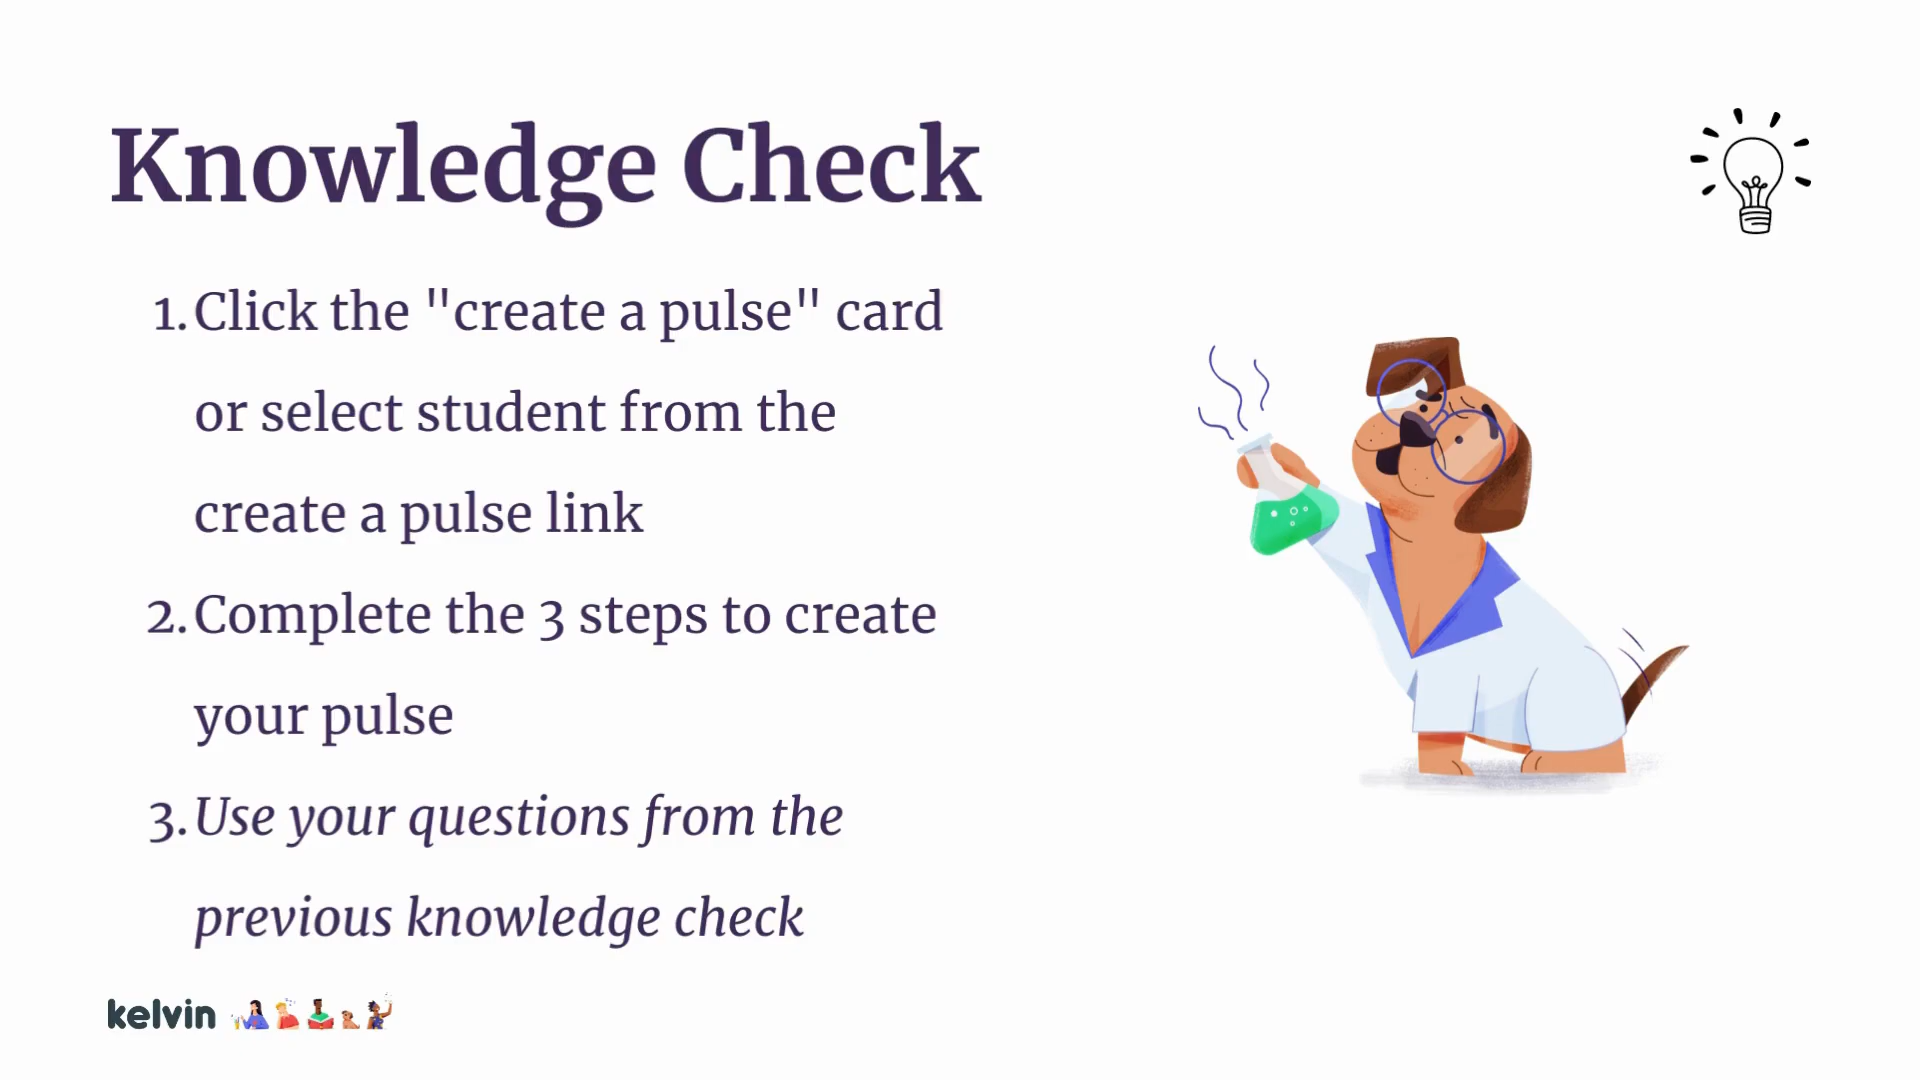 Knowledge Check
1. Click the "create a pulse" card
or select student from the
create a pulse link
2. Complete the 3 steps to create
your pulse
3. Use your questions from the
previous knowledge check
kelvin